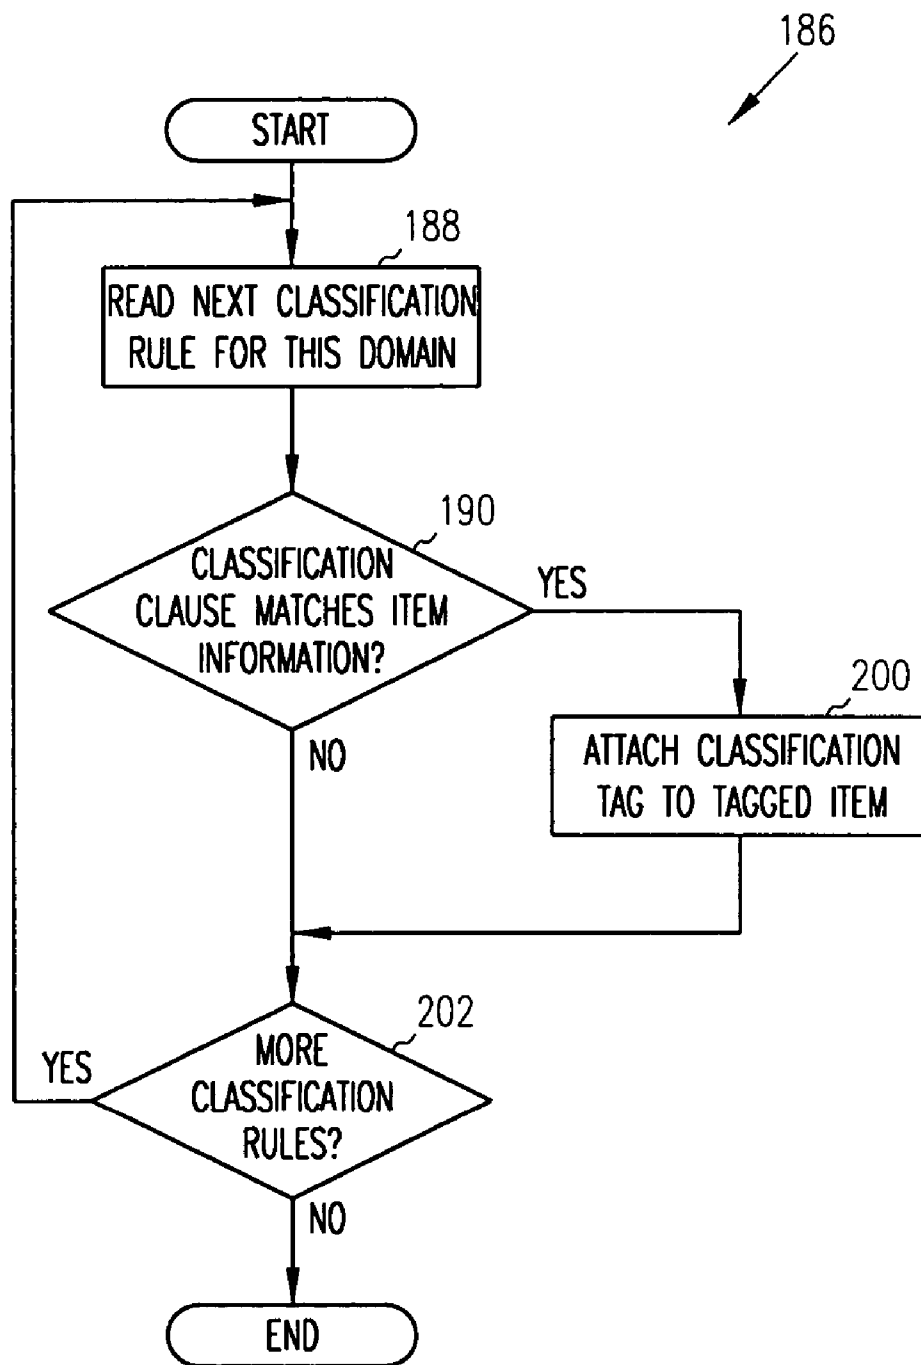 186
START
188
READ NEXT CLASSIFICATION
RULE FOR THIS DOMAIN
190
CLASSIFICATION
CLAUSE MATCHES ITEM
INFORMATION?
YES
NO
200
ATTACH CLASSIFICATION
TAG TO TAGGED ITEM
202
MORE
CLASSIFICATION
RULES?
YES
NO
END